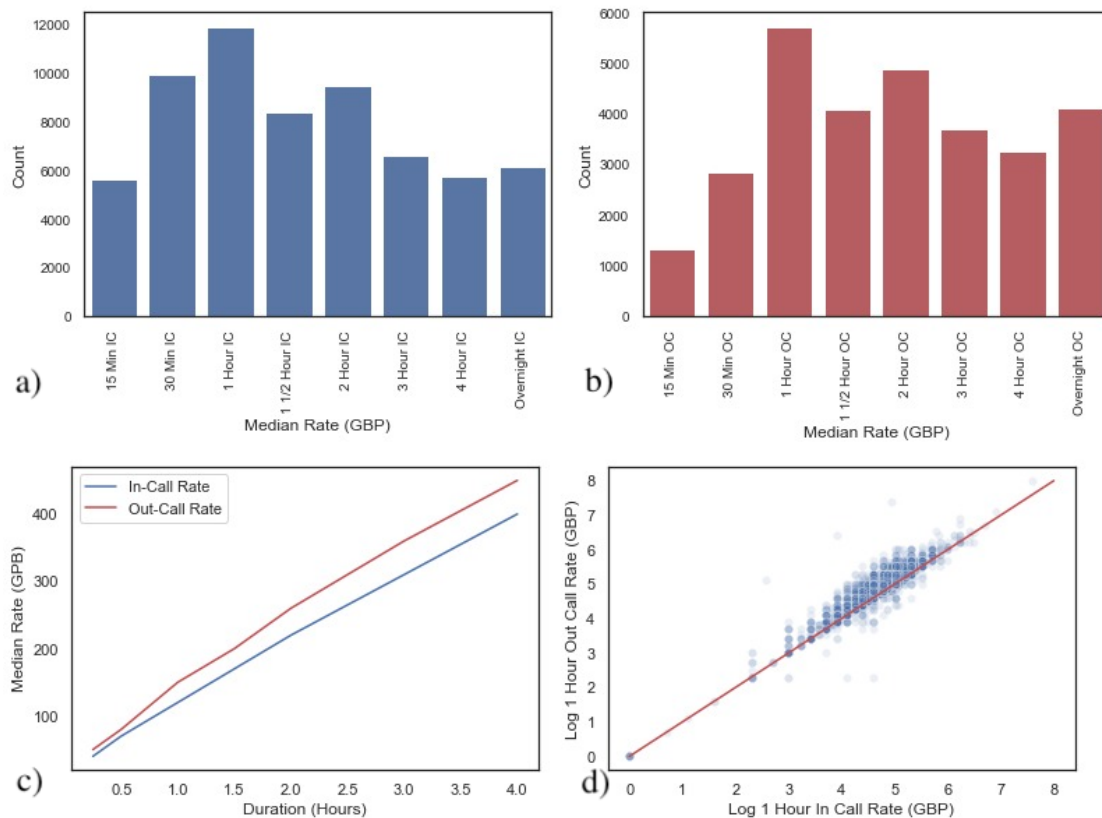 12000
10000
8000
6000
4000
2000
0
Count
15 Min IC
30 Min IC
1 Hour IC
1 1/2 Hour IC
2 Hour IC
3 Hour IC
4 Hour IC
Overnight IC
Median Rate (GBP)
a)
6000
5000
4000
3000
2000
1000
0
Count
15 Min OC
30 Min OC
1 Hour OC
1 1/2 Hour OC
2 Hour OC
3 Hour OC
4 Hour OC
Overnight OC
Median Rate (GBP)
b)
In-Call Rate
Out-Call Rate
400
300
200
100
Median Rate (GPB)
0.5
1.0
1.5
2.0
2.5
3.0
3.5
4.0
Duration (Hours)
c)
8
7
6
5
4
3
2
1
0
Log 1 Hour Out Call Rate (GBP)
0
1
2
3
4
5
6
7
8
Log 1 Hour In Call Rate (GBP)
d)